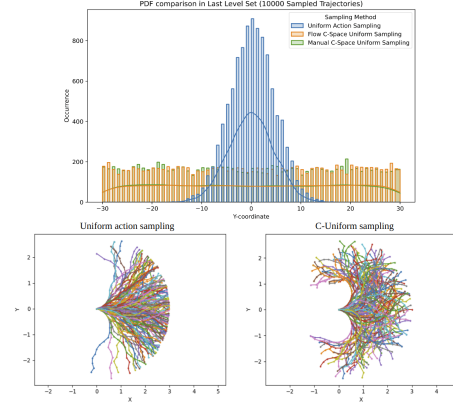 PDF comparison in Last Level Set (10000 Sampled Trajectories)
Sampling Method
Uniform Action Sampling
Flow C-Space Uniform Sampling
Manual C-Space Uniform Sampling
Occurrence
800
600
400
200
0
−30 −20 −10 0 10 20 30
Y-coordinate
Uniform action sampling
C-Uniform sampling
Y
2
1
0
−1
−2
−2 −1 0 1 2 3 4 5
X
Y
2
1
0
−1
−2
−2 −1 0 1 2 3 4
X